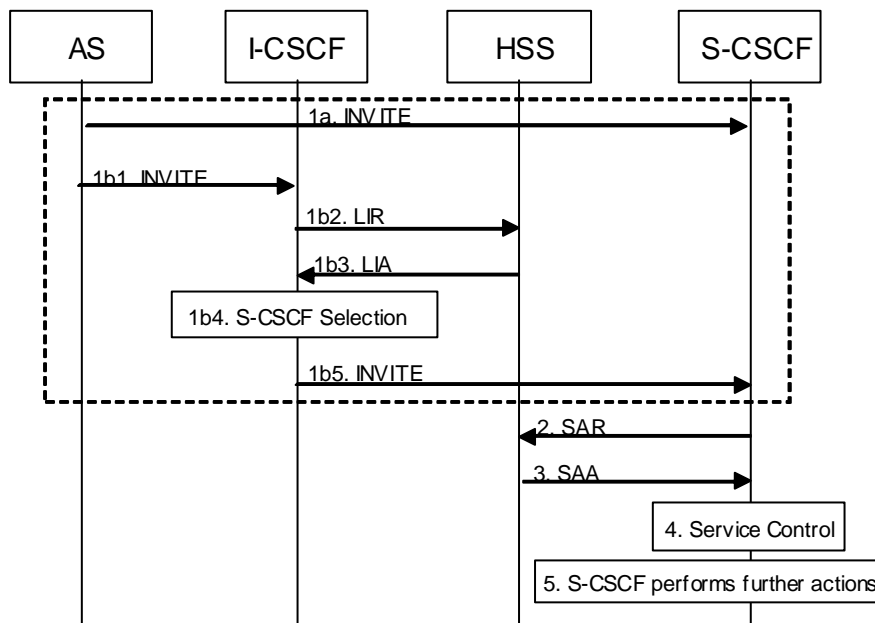 AS
I-CSCF
HSS
S-CSCF
1a. INVITE
1b1. INVITE
1b2. LIR
1b3. LIA
1b4. S-CSCF Selection
1b5. INVITE
2. SAR
3. SAA
4. Service Control
5. S-CSCF performs further actions